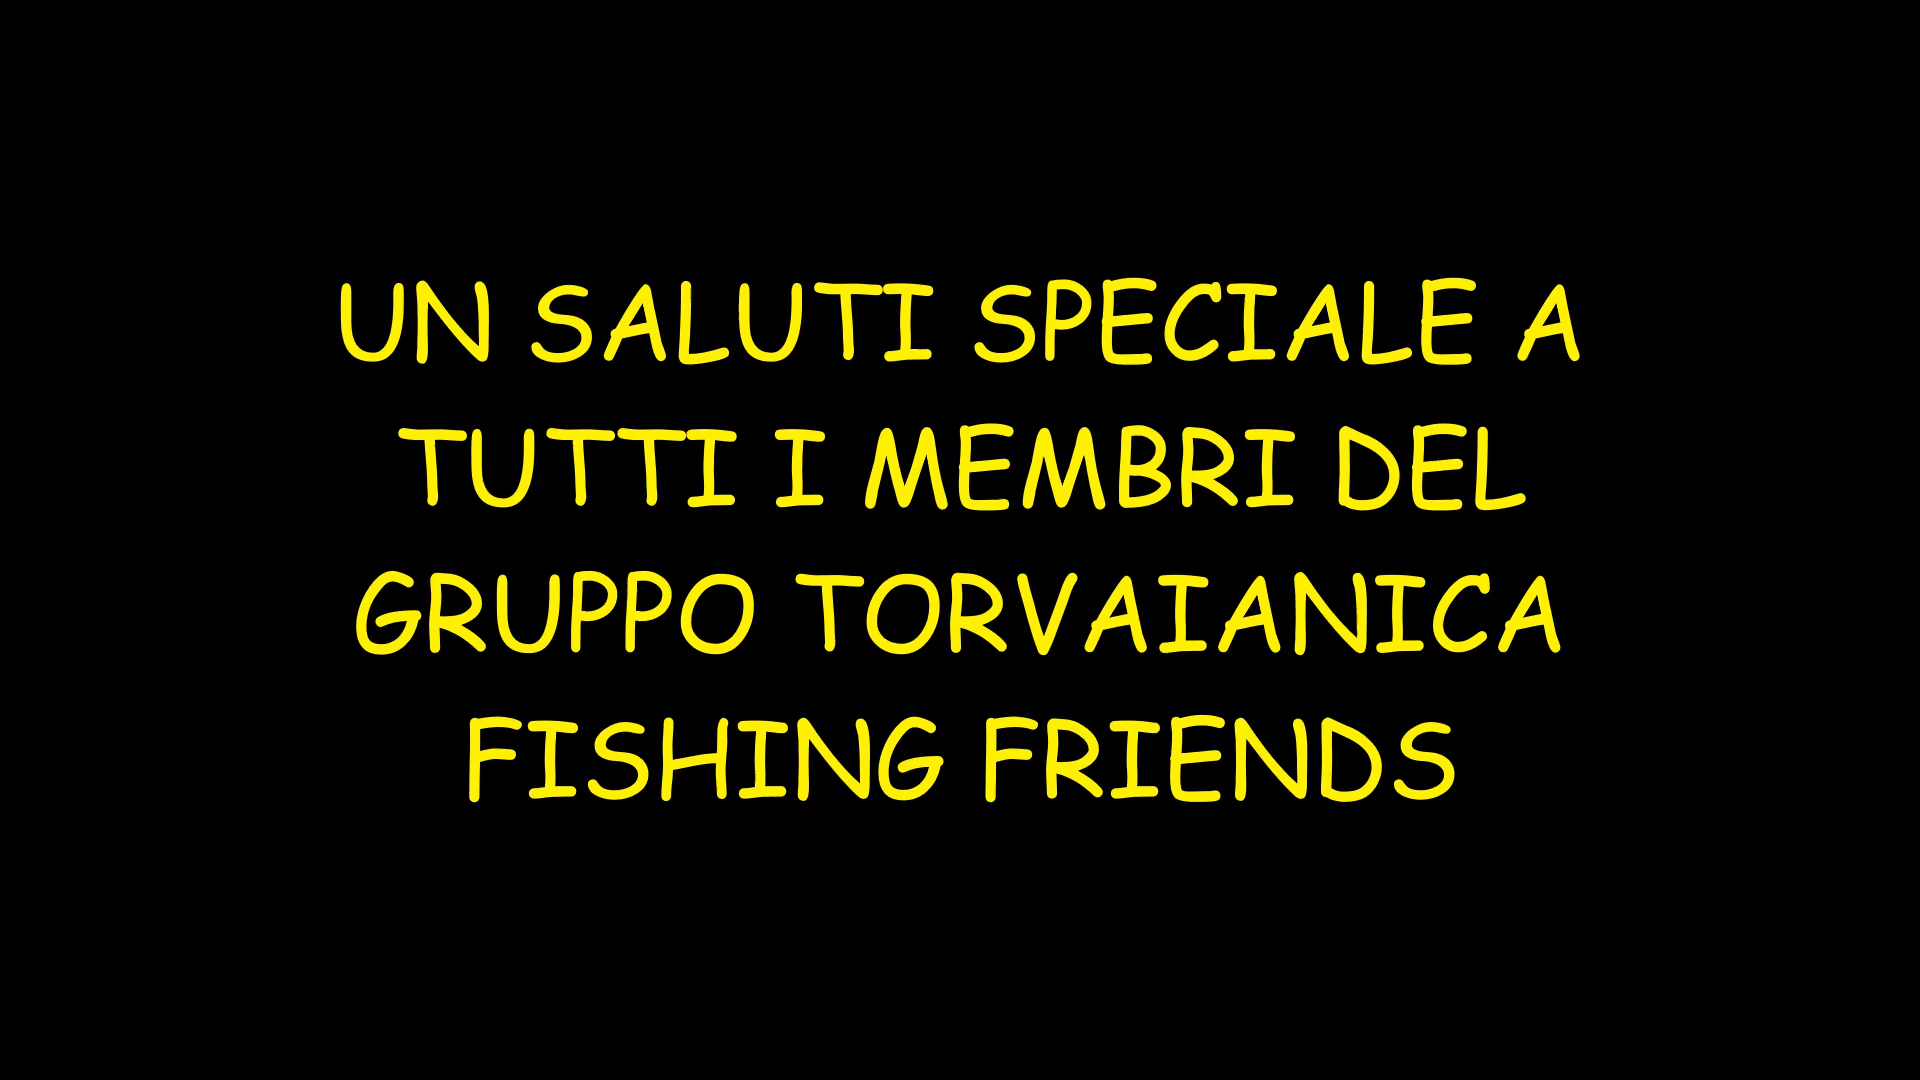 UN SALUTI SPECIALE A
TUTTI I MEMBRI DEL
GRUPPO TORVAIANICA
FISHING FRIENDS